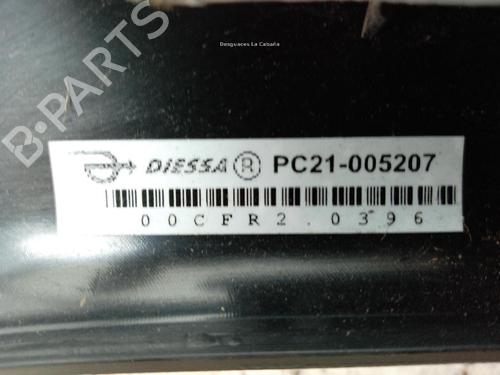 Desguaces La Cabaña
B-PARTS
DIESSA ® PC21-005207
00CFR2.0396